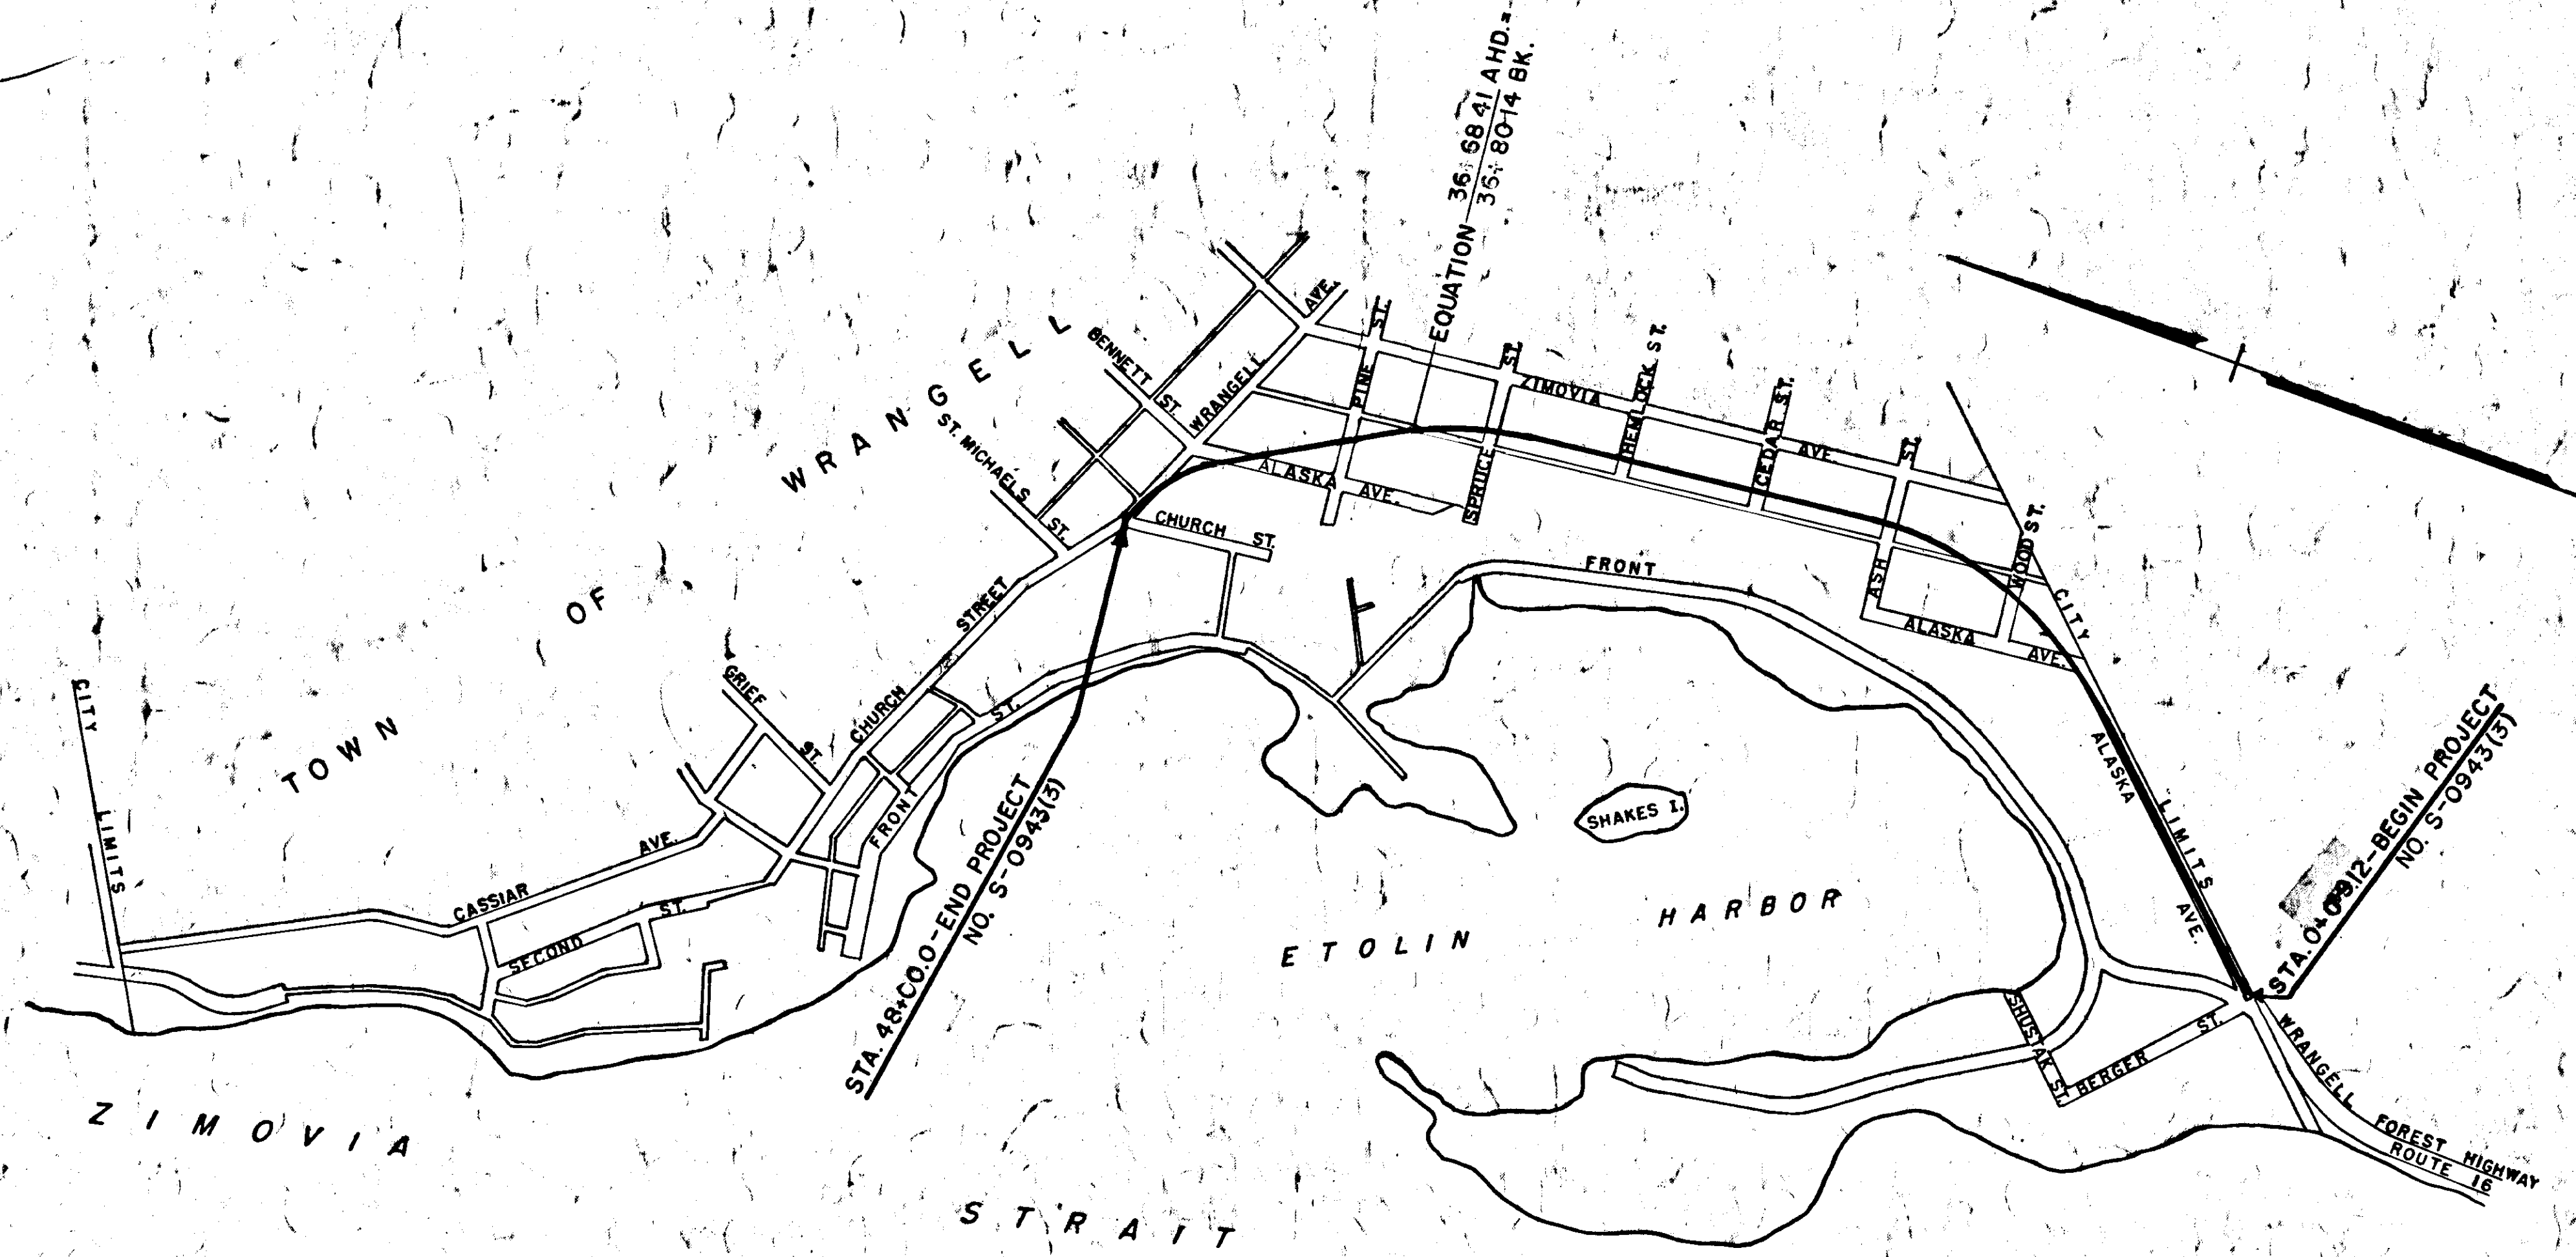 EQUATION 36+68 41 AHD. =
36+80 14 BK.
TOWN OF WRANGELL
BENNETT ST.
ST. MICHAELS ST.
WRANGELL AVE.
PINE ST.
SPRUCE ST.
ZIMOVIA AVE.
HEMLOCK ST.
CEDAR ST.
ASH ST.
WOOD ST.
ALASKA AVE.
CHURCH ST.
CHURCH STREET
FRONT
ALASKA AVE.
CITY LIMITS
ALASKA AVE.
GRIEF ST.
FRONT ST.
CITY LIMITS
CASSIAR AVE.
SECOND ST.
STA. 48+00.0-END PROJECT
NO. S-0943(3)
SHAKES I.
ETOLIN HARBOR
-BEGIN PROJECT
NO. S-0943(3)
SHUSTAK ST.
BERGER ST.
WRANGELL
FOREST HIGHWAY
ROUTE 16
ZIMOVIA STRAIT